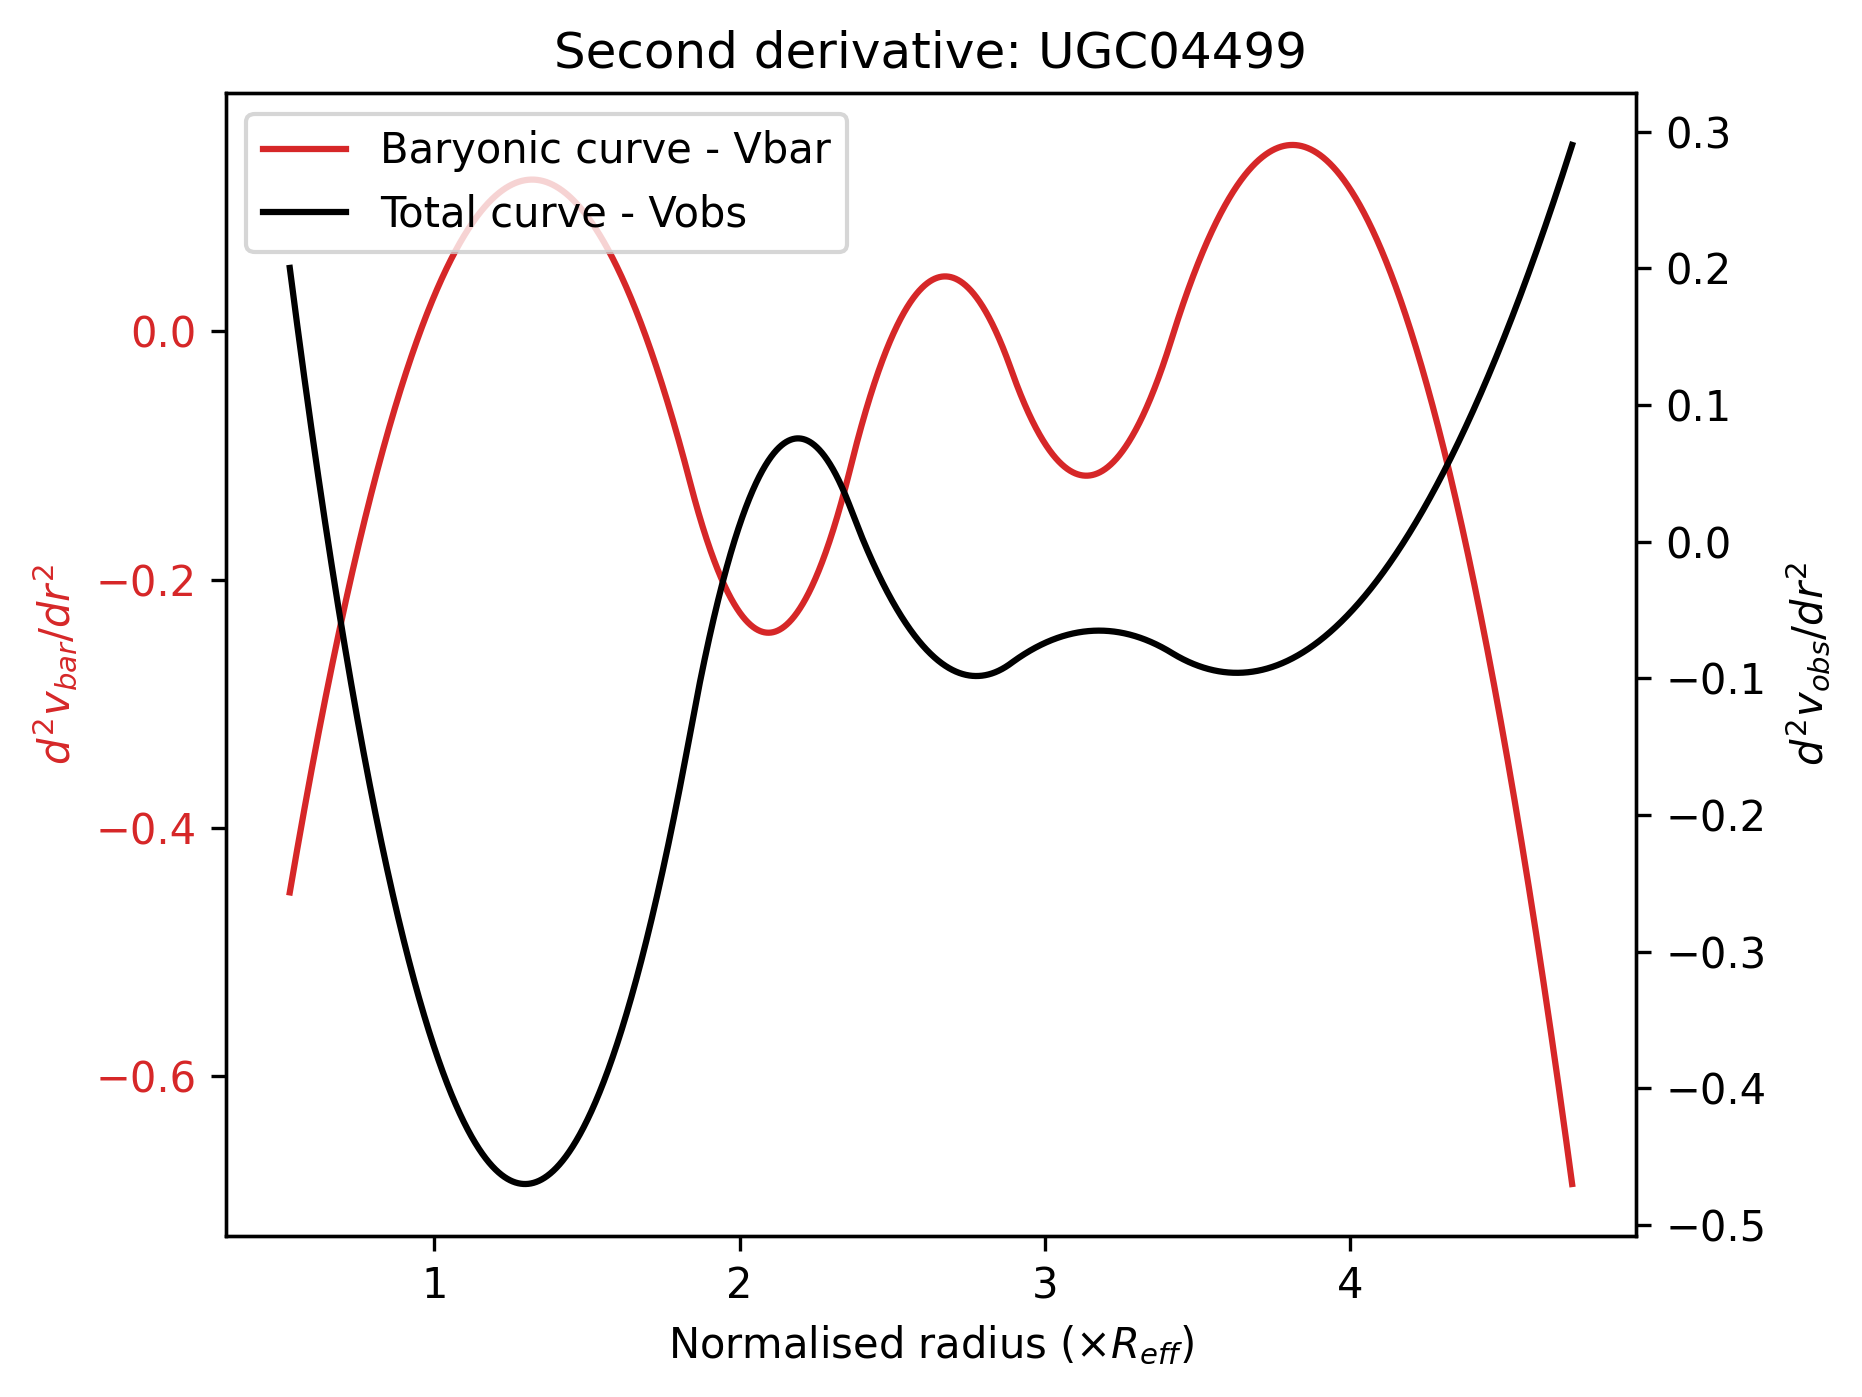 Second derivative: UGC04499
Baryonic curve - Vbar
Total curve - Vobs
0.0
−0.2
−0.4
−0.6
d²v_bar/dr²
0.3
0.2
0.1
0.0
−0.1
−0.2
−0.3
−0.4
−0.5
d²v_obs/dr²
1 2 3 4
Normalised radius (×R_eff)